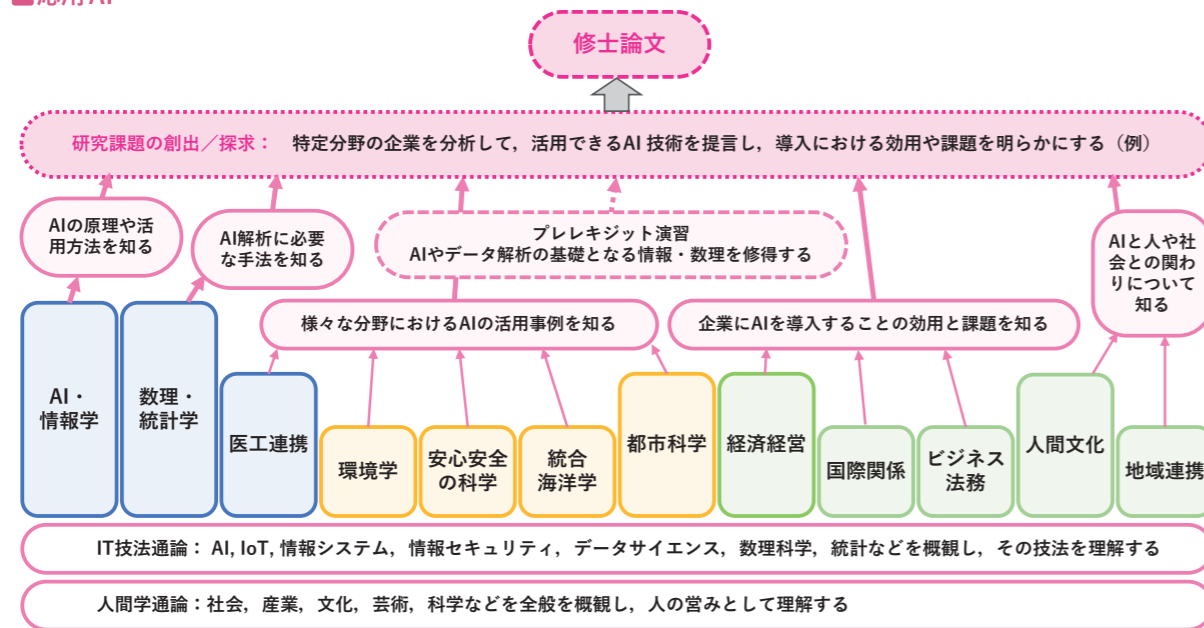 ■応用AI
修士論文
研究課題の創出／探求： 特定分野の企業を分析して，活用できるAI 技術を提言し，導入における効用や課題を明らかにする（例）
AIの原理や活
用方法を知る
AI解析に必要
な手法を知る
プレレキジット演習
AIやデータ解析の基礎となる情報・数理を修得する
AIと人や社
会との関わ
りについて
知る
様々な分野におけるAIの活用事例を知る
企業にAIを導入することの効用と課題を知る
AI・
情報学
数理・
統計学
医工連携
環境学
安心安全
の科学
統合
海洋学
都市科学
経済経営
国際関係
ビジネス
法務
人間文化
地域連携
IT技法通論： AI, IoT, 情報システム，情報セキュリティ，データサイエンス，数理科学，統計などを概観し，その技法を理解する
人間学通論：社会，産業，文化，芸術，科学などを全般を概観し，人の営みとして理解する